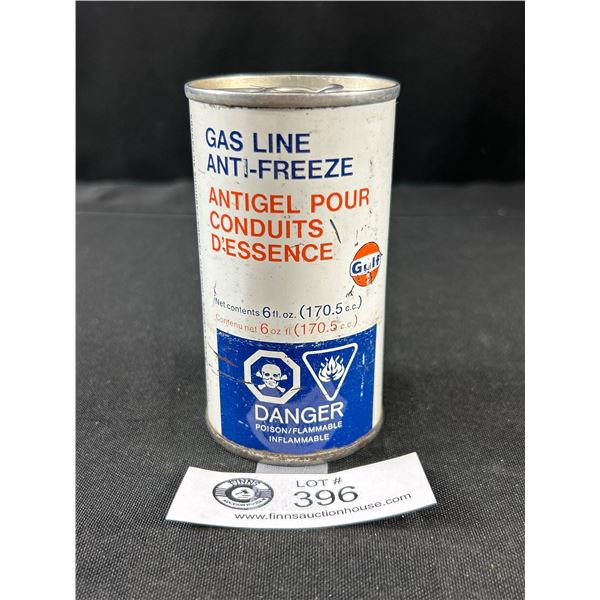 GAS LINE
ANTI-FREEZE
ANTIGEL POUR
CONDUITS
D'ESSENCE
Gulf
Net contents 6 fl. oz. (170.5 c.c.)
Contenu net 6 oz fl (170.5 c.c.)
DANGER
POISON/FLAMMABLE
INFLAMMABLE
FINNS
LOT #
396
www.finnsauctionhouse.com